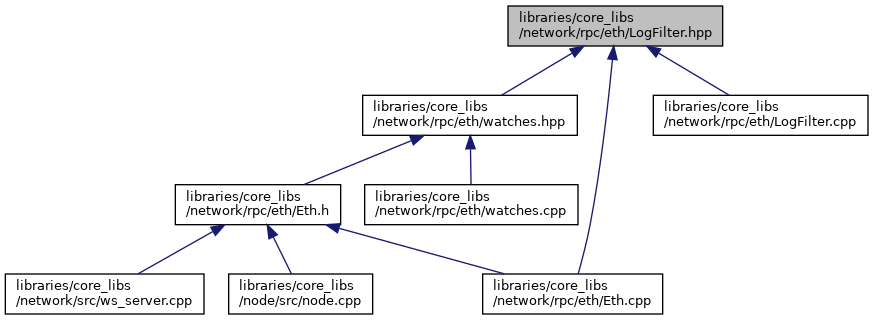 libraries/core_libs
/network/rpc/eth/LogFilter.hpp
libraries/core_libs
/network/rpc/eth/watches.hpp
libraries/core_libs
/network/rpc/eth/LogFilter.cpp
libraries/core_libs
/network/rpc/eth/Eth.h
libraries/core_libs
/network/rpc/eth/watches.cpp
libraries/core_libs
/network/src/ws_server.cpp
libraries/core_libs
/node/src/node.cpp
libraries/core_libs
/network/rpc/eth/Eth.cpp